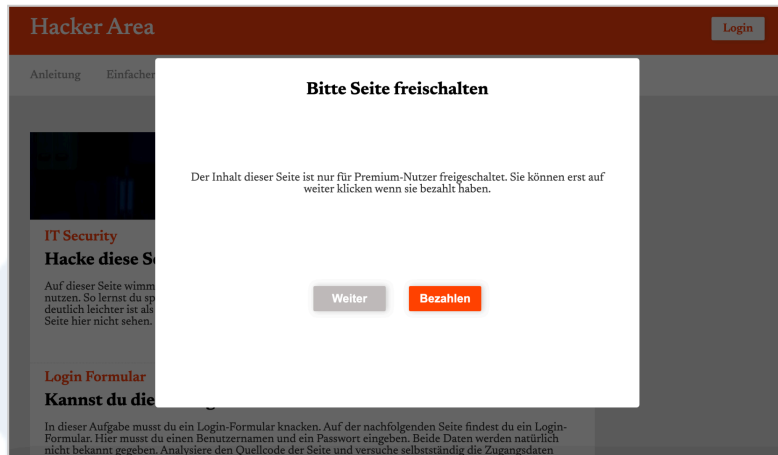 Hacker Area
Login
Anleitung Einfacher
Bitte Seite freischalten
Der Inhalt dieser Seite ist nur für Premium-Nutzer freigeschaltet. Sie können erst auf
weiter klicken wenn sie bezahlt haben.
Weiter Bezahlen
IT Security
Hacke diese
Auf dieser Seite
nutzen. So lernst du
deutlich leichter ist als
Seite hier nicht sehen.
Login Formular
Kannst du die
In dieser Aufgabe musst du ein Login-Formular knacken. Auf der nachfolgenden Seite findest du ein Login-
Formular. Hier musst du einen Benutzernamen und ein Passwort eingeben. Beide Daten werden natürlich
nicht bekannt gegeben. Analysiere den Quellcode der Seite und versuche selbstständig die Zugangsdaten